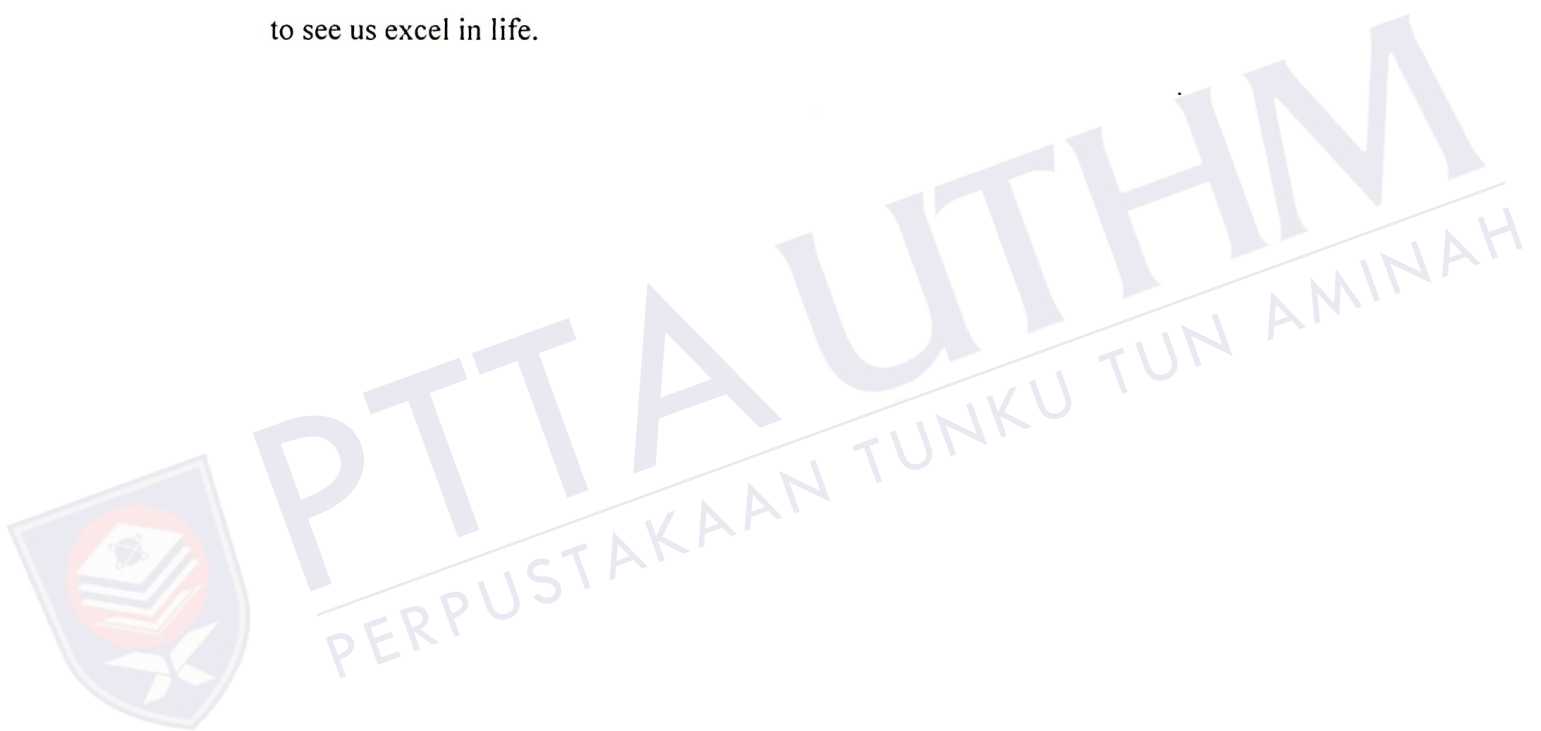 to see us excel in life.
PTTA UTHM
PERPUSTAKAAN TUNKU TUN AMINAH